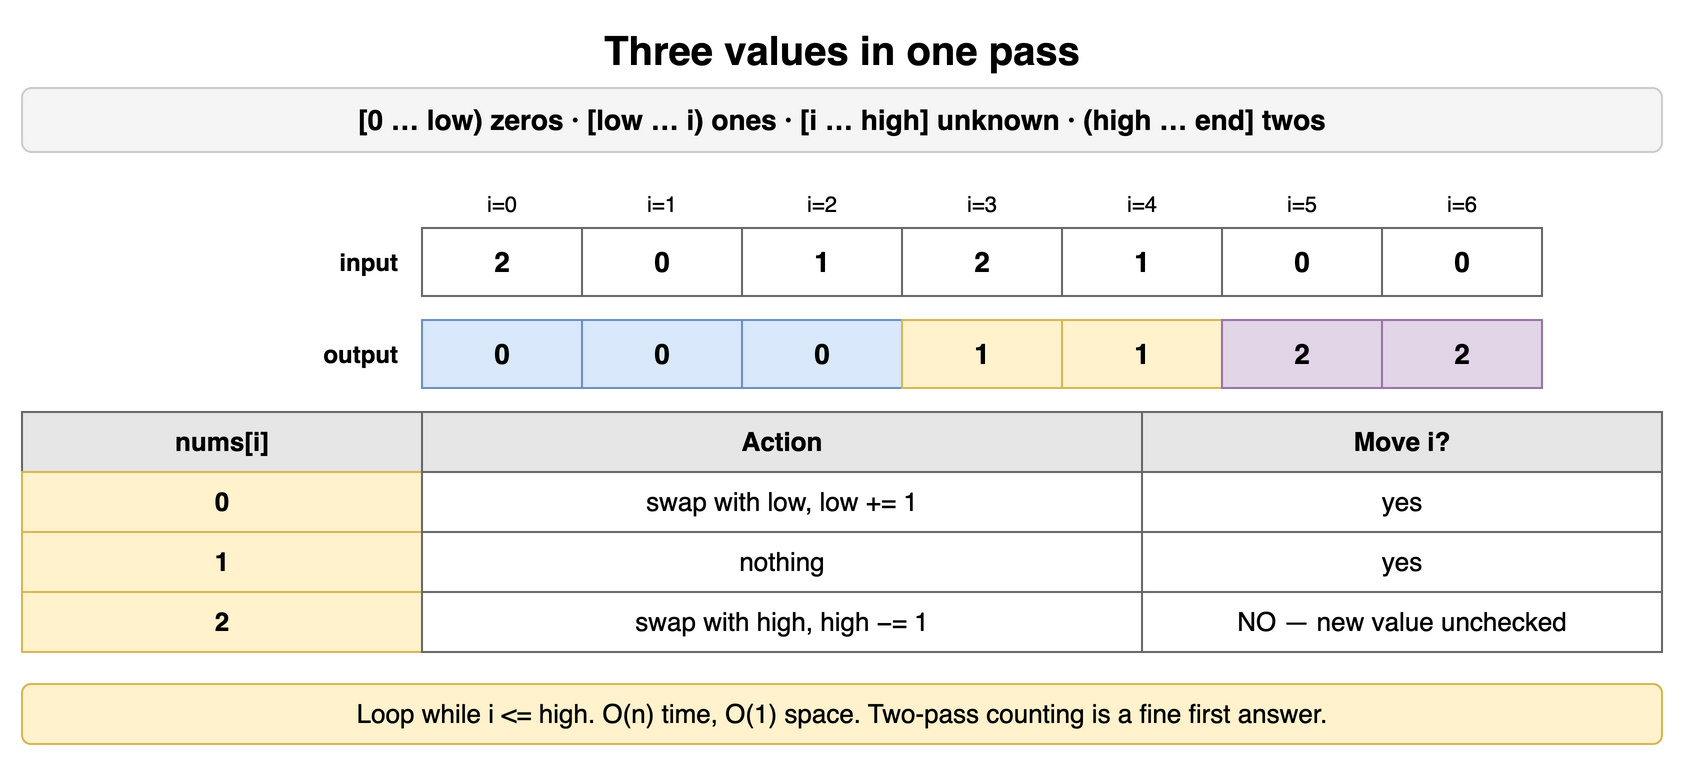 Three values in one pass
[0 … low) zeros · [low … i) ones · [i … high] unknown · (high … end] twos
i=0 i=1 i=2 i=3 i=4 i=5 i=6
input 2 0 1 2 1 0 0
output 0 0 0 1 1 2 2
nums[i] Action Move i?
0 swap with low, low += 1 yes
1 nothing yes
2 swap with high, high −= 1 NO — new value unchecked
Loop while i <= high. O(n) time, O(1) space. Two-pass counting is a fine first answer.